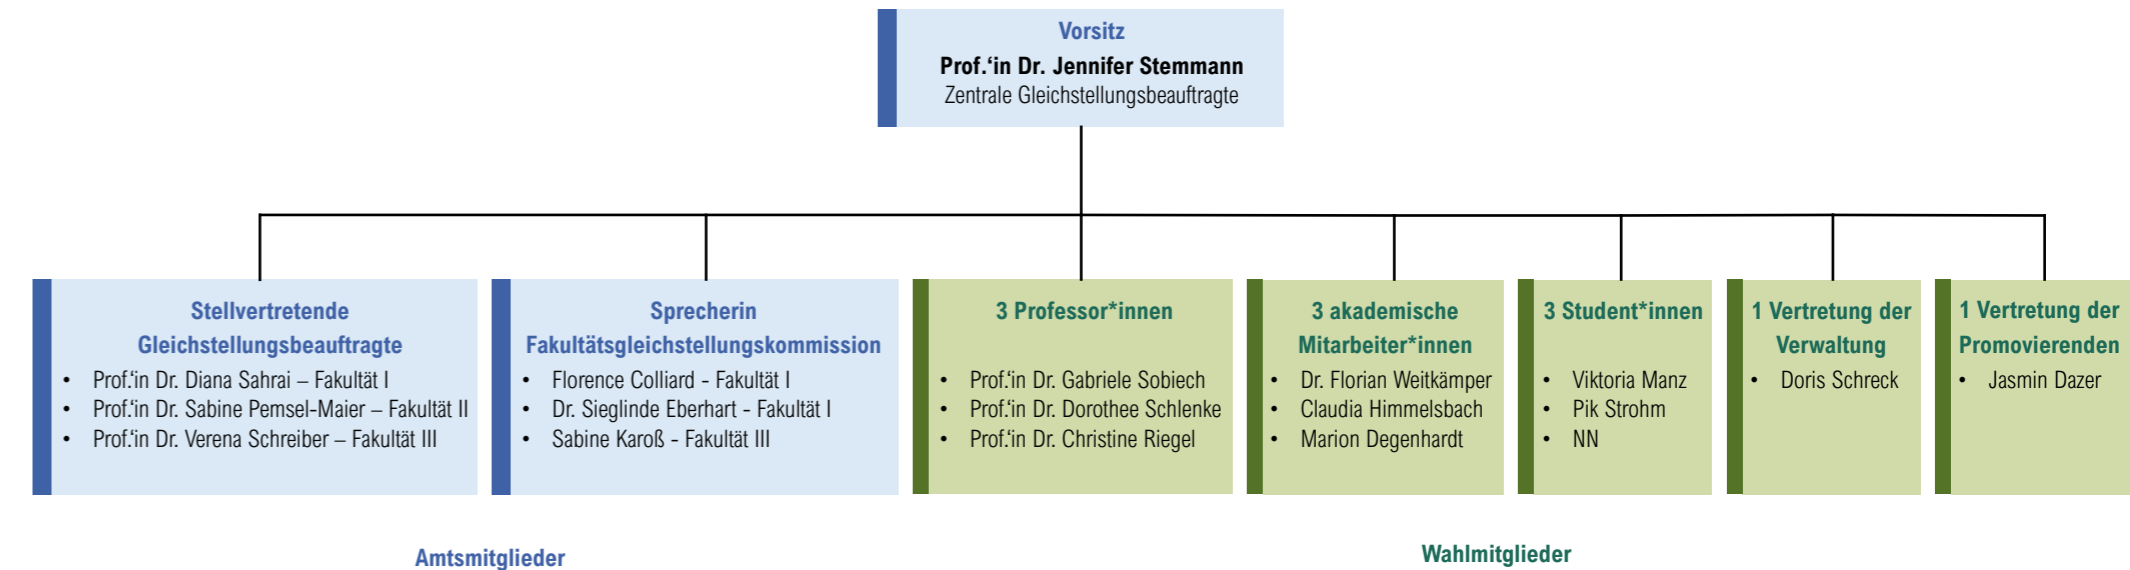 Vorsitz
Prof.‘in Dr. Jennifer Stemmann
Zentrale Gleichstellungsbeauftragte
Stellvertretende
Gleichstellungsbeauftragte
• Prof.‘in Dr. Diana Sahrai – Fakultät I
• Prof.‘in Dr. Sabine Pemsel-Maier – Fakultät II
• Prof.‘in Dr. Verena Schreiber – Fakultät III
Sprecherin
Fakultätsgleichstellungskommission
• Florence Colliard - Fakultät I
• Dr. Sieglinde Eberhart - Fakultät I
• Sabine Karoß - Fakultät III
3 Professor*innen
• Prof.‘in Dr. Gabriele Sobiech
• Prof.‘in Dr. Dorothee Schlenke
• Prof.‘in Dr. Christine Riegel
3 akademische
Mitarbeiter*innen
• Dr. Florian Weitkämper
• Claudia Himmelsbach
• Marion Degenhardt
3 Student*innen
• Viktoria Manz
• Pik Strohm
• NN
1 Vertretung der
Verwaltung
• Doris Schreck
1 Vertretung der
Promovierenden
• Jasmin Dazer
Amtsmitglieder
Wahlmitglieder